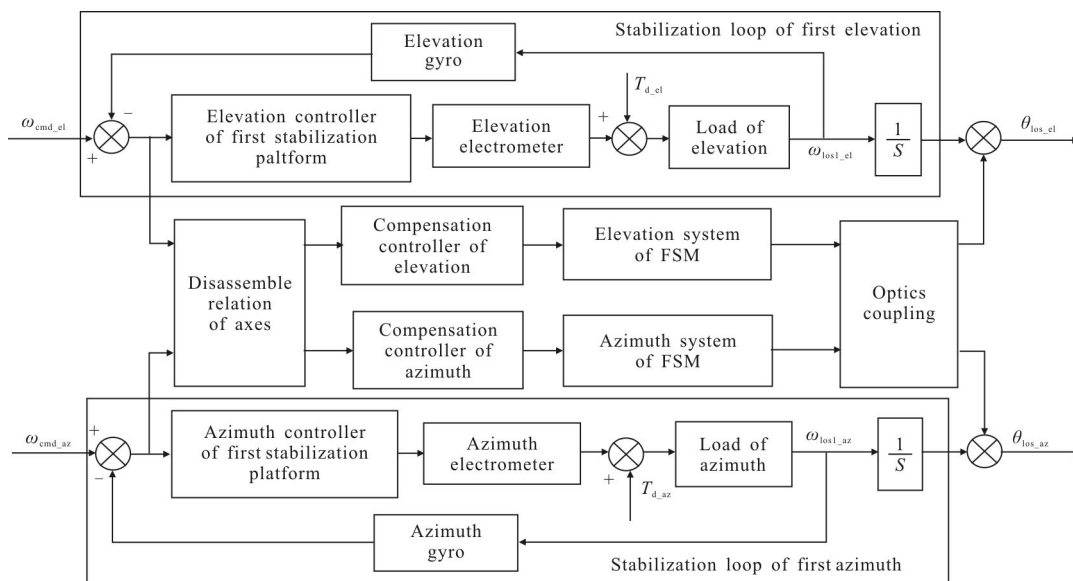 Stabilization loop of first elevation
Elevation
gyro
−
T_d_el
ω_cmd_el
+
Elevation controller
of first stabilization
paltform
Elevation
electrometer
+
Load of
elevation
ω_los1_el
1
S
θ_los_el
Disassemble
relation
of axes
Compensation
controller of
elevation
Elevation system
of FSM
Optics
coupling
Compensation
controller of
azimuth
Azimuth system
of FSM
ω_cmd_az
+
−
Azimuth controller
of first stabilization
platform
Azimuth
electrometer
+
T_d_az
Load of
azimuth
ω_los1_az
1
S
θ_los_az
Azimuth
gyro
Stabilization loop of first azimuth